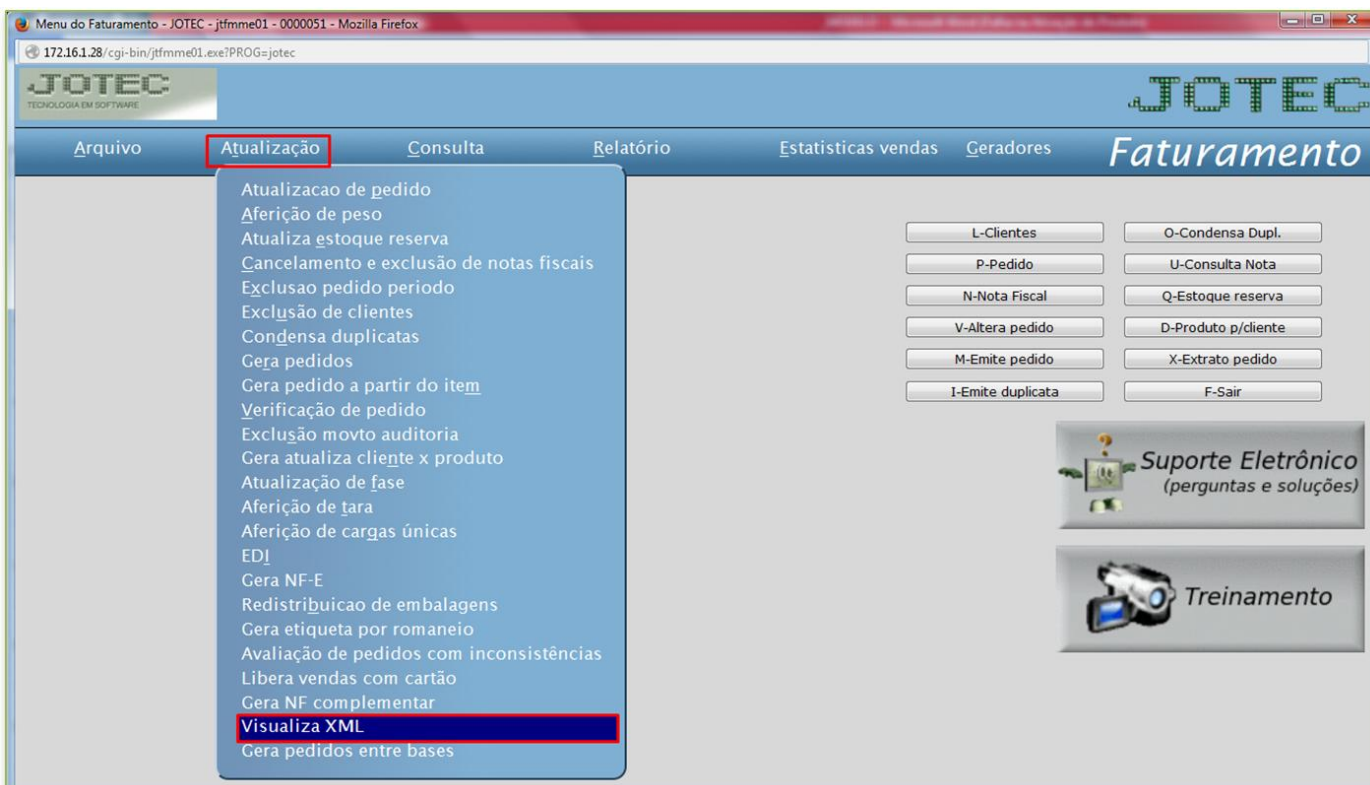 Menu do Faturamento - JOTEC - jtfmme01 - 0000051 - Mozilla Firefox
172.16.1.28/cgi-bin/jtfmme01.exe?PROG=jotec
JOTEC
TECNOLOGIA EM SOFTWARE
JOTEC
Arquivo Atualização Consulta Relatório Estatisticas vendas Geradores Faturamento
Atualizacao de pedido
Aferição de peso
Atualiza estoque reserva
Cancelamento e exclusão de notas fiscais
Exclusao pedido periodo
Exclusão de clientes
Condensa duplicatas
Gera pedidos
Gera pedido a partir do item
Verificação de pedido
Exclusão movto auditoria
Gera atualiza cliente x produto
Atualização de fase
Aferição de tara
Aferição de cargas únicas
EDI
Gera NF-E
Redistribuicao de embalagens
Gera etiqueta por romaneio
Avaliação de pedidos com inconsistências
Libera vendas com cartão
Gera NF complementar
Visualiza XML
Gera pedidos entre bases
L-Clientes O-Condensa Dupl.
P-Pedido U-Consulta Nota
N-Nota Fiscal Q-Estoque reserva
V-Altera pedido D-Produto p/cliente
M-Emite pedido X-Extrato pedido
I-Emite duplicata F-Sair
Suporte Eletrônico
(perguntas e soluções)
Treinamento